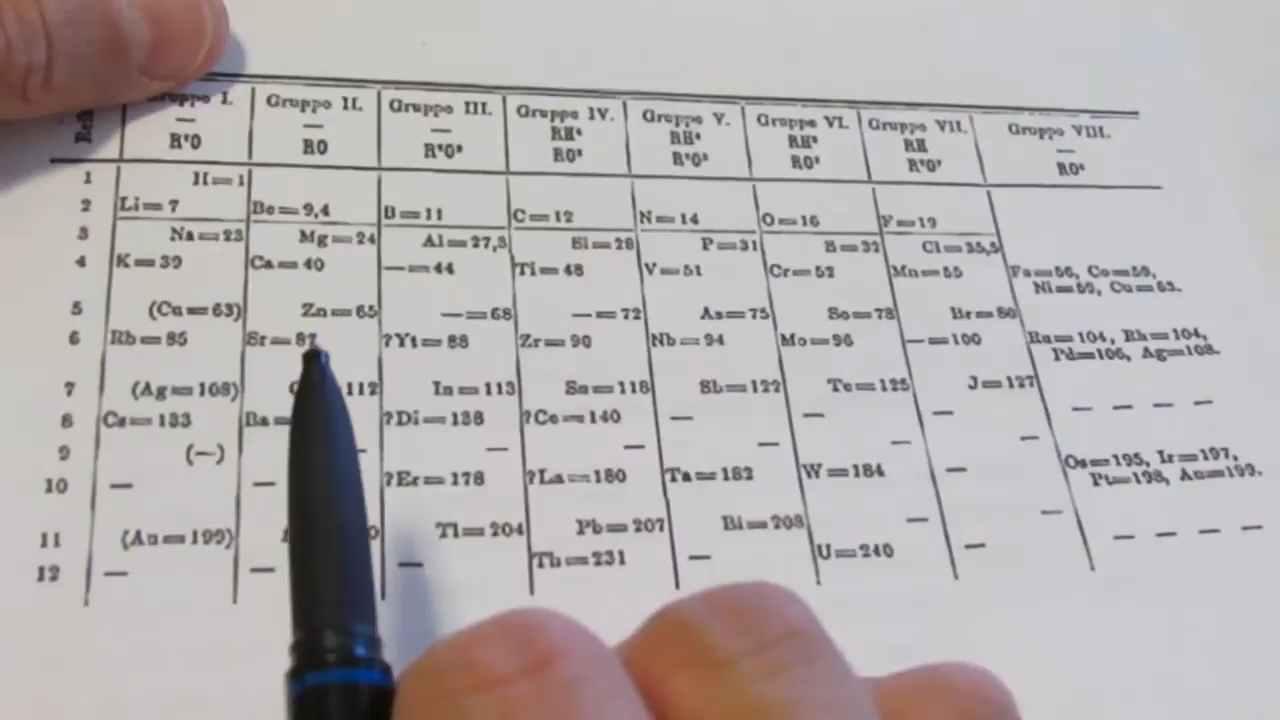 Gruppo I. Gruppo II. Gruppo III. Gruppo IV. Gruppo V. Gruppo VI. Gruppo VII. Gruppo VIII.
— — — RH⁴ RH³ RH² RH —
R²O RO R²O³ RO² R²O⁵ RO³ R²O⁷ RO⁴
1 H=1
2 Li=7 Be=9,4 B=11 C=12 N=14 O=16 F=19
3 Na=23 Mg=24 Al=27,3 Si=28 P=31 S=32 Cl=35,5
4 K=39 Ca=40 —=44 Ti=48 V=51 Cr=52 Mn=55 Fo=56, Co=59,
Ni=59, Cu=63.
5 (Cu=63) Zn=65 —=68 —=72 As=75 So=78 Br=80
6 Rb=85 Sr=87 ?Yt=88 Zr=90 Nb=94 Mo=96 —=100 Ru=104, Rh=104,
Pd=106, Ag=108.
7 (Ag=108) 112 In=113 Sn=118 Sb=122 Te=125 J=127
8 Cs=133 Ba= ?Di=138 ?Ce=140 — — — — — — —
9 (—) — — — — — —
10 — — ?Er=178 ?La=180 Ta=182 W=184 — Os=195, Ir=197,
Pt=198, Au=199.
11 (Au=199) Tl=204 Pb=207 Bi=208 — —
12 — — — Th=231 — U=240 — — — — —